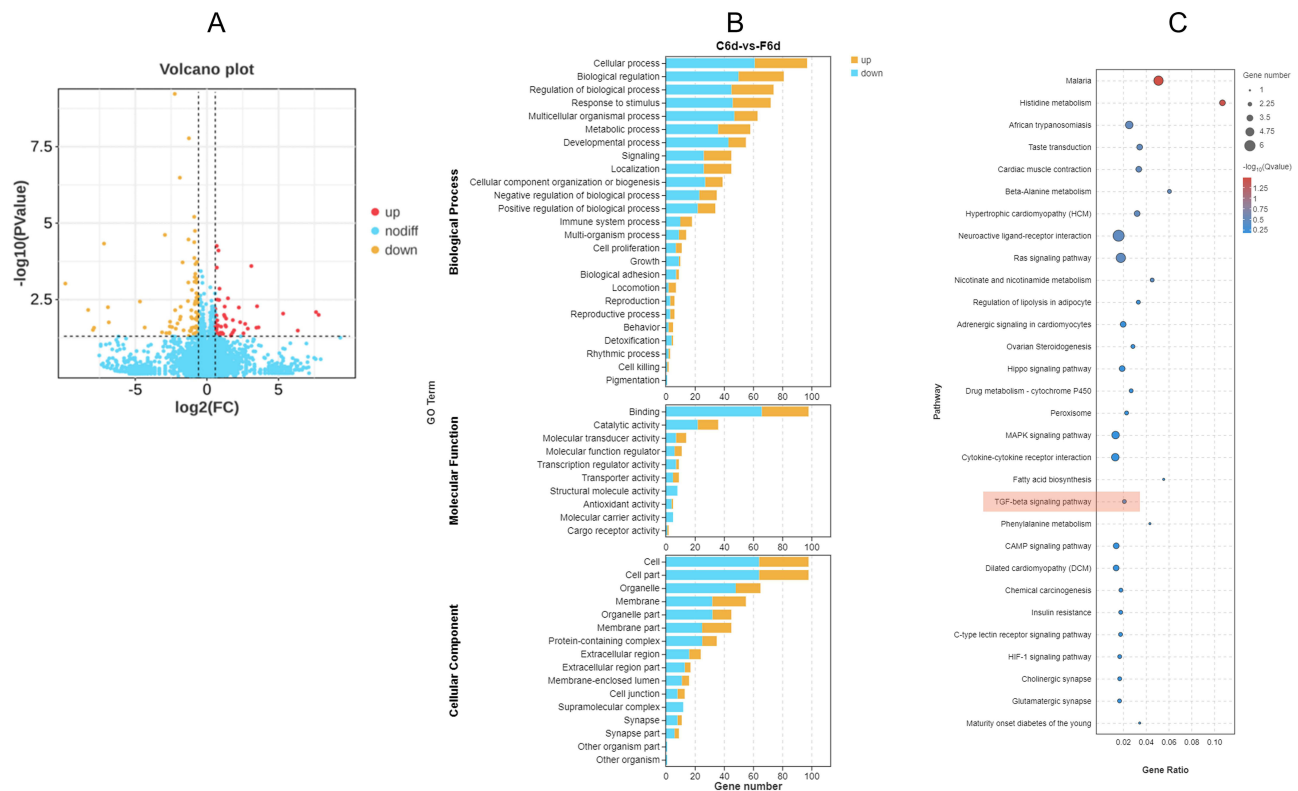 A
B
C
Volcano plot
-log10(PValue)
7.5
5.0
2.5
-5
0
5
log2(FC)
up
nodiff
down
C6d-vs-F6d
up
down
GO Term
Biological Process
Cellular process
Biological regulation
Regulation of biological process
Response to stimulus
Multicellular organismal process
Metabolic process
Developmental process
Signaling
Localization
Cellular component organization or biogenesis
Negative regulation of biological process
Positive regulation of biological process
Immune system process
Multi-organism process
Cell proliferation
Growth
Biological adhesion
Locomotion
Reproduction
Reproductive process
Behavior
Detoxification
Rhythmic process
Cell killing
Pigmentation
0 20 40 60 80 100
Molecular Function
Binding
Catalytic activity
Molecular transducer activity
Molecular function regulator
Transcription regulator activity
Transporter activity
Structural molecule activity
Antioxidant activity
Molecular carrier activity
Cargo receptor activity
0 20 40 60 80 100
Cellular Component
Cell
Cell part
Organelle
Membrane
Organelle part
Membrane part
Protein-containing complex
Extracellular region
Extracellular region part
Membrane-enclosed lumen
Cell junction
Supramolecular complex
Synapse
Synapse part
Other organism part
Other organism
0 20 40 60 80 100
Gene number
Pathway
Malaria
Histidine metabolism
African trypanosomiasis
Taste transduction
Cardiac muscle contraction
Beta-Alanine metabolism
Hypertrophic cardiomyopathy (HCM)
Neuroactive ligand-receptor interaction
Ras signaling pathway
Nicotinate and nicotinamide metabolism
Regulation of lipolysis in adipocyte
Adrenergic signaling in cardiomyocytes
Ovarian Steroidogenesis
Hippo signaling pathway
Drug metabolism - cytochrome P450
Peroxisome
MAPK signaling pathway
Cytokine-cytokine receptor interaction
Fatty acid biosynthesis
TGF-beta signaling pathway
Phenylalanine metabolism
CAMP signaling pathway
Dilated cardiomyopathy (DCM)
Chemical carcinogenesis
Insulin resistance
C-type lectin receptor signaling pathway
HIF-1 signaling pathway
Cholinergic synapse
Glutamatergic synapse
Maturity onset diabetes of the young
0.02 0.04 0.06 0.08 0.10
Gene Ratio
Gene number
1
2.25
3.5
4.75
6
-log10(Qvalue)
1.25
1
0.75
0.5
0.25